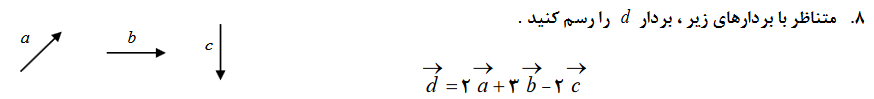 ۸. متناظر با بردارهای زیر ، بردار d را رسم کنید .
a b c
d = ۲ a + ۳ b - ۲ c